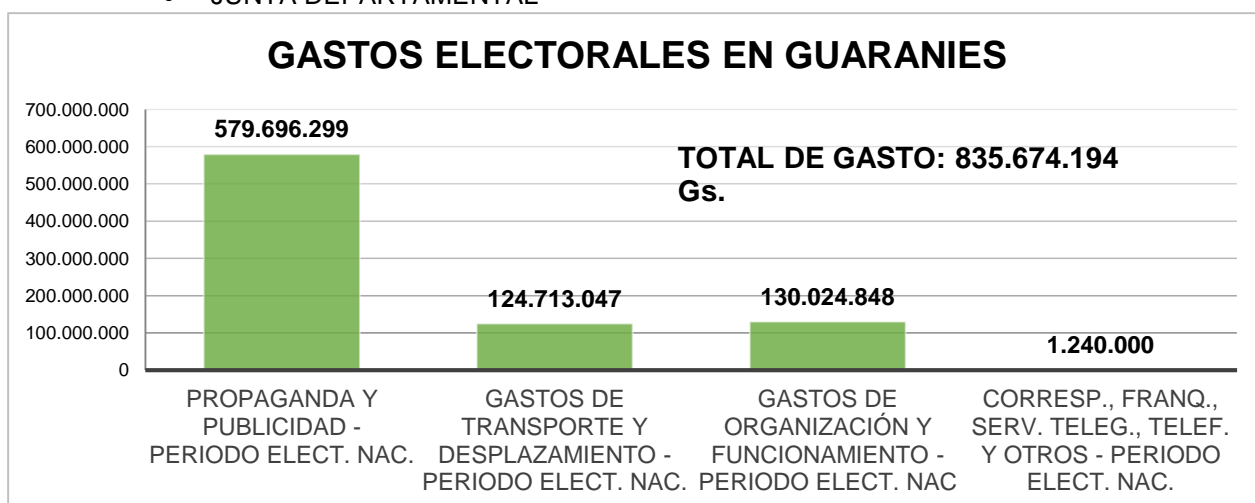 • JUNTA DEPARTAMENTAL
GASTOS ELECTORALES EN GUARANIES
700.000.000
600.000.000
500.000.000
400.000.000
300.000.000
200.000.000
100.000.000
0
579.696.299
124.713.047
130.024.848
1.240.000
TOTAL DE GASTO: 835.674.194
Gs.
PROPAGANDA Y
PUBLICIDAD -
PERIODO ELECT. NAC.
GASTOS DE
TRANSPORTE Y
DESPLAZAMIENTO -
PERIODO ELECT. NAC.
GASTOS DE
ORGANIZACIÓN Y
FUNCIONAMIENTO -
PERIODO ELECT. NAC
CORRESP., FRANQ.,
SERV. TELEG., TELEF.
Y OTROS - PERIODO
ELECT. NAC.